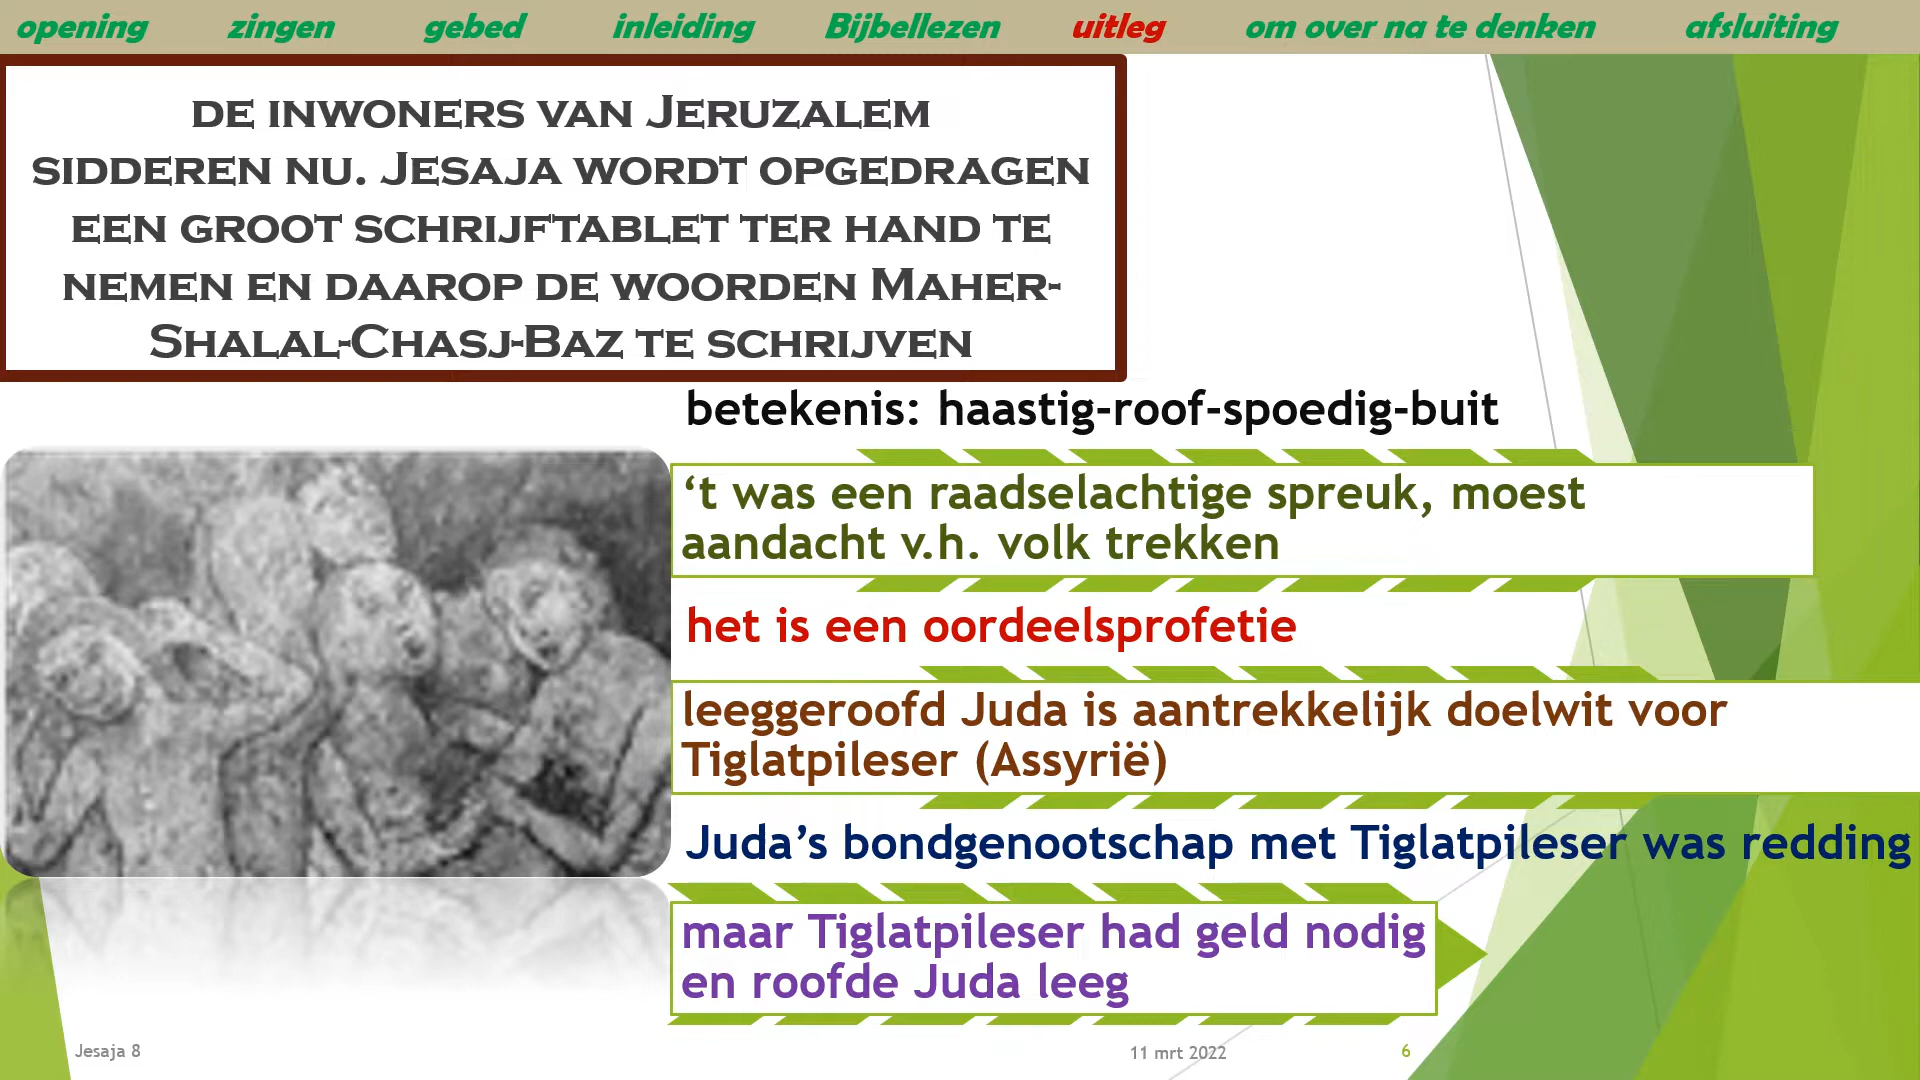 opening zingen gebed inleiding Bijbellezen uitleg om over na te denken afsluiting
de inwoners van Jeruzalem
sidderen nu. Jesaja wordt opgedragen
een groot schrijftablet ter hand te
nemen en daarop de woorden Maher-
Shalal-Chasj-Baz te schrijven
betekenis: haastig-roof-spoedig-buit
‘t was een raadselachtige spreuk, moest
aandacht v.h. volk trekken
het is een oordeelsprofetie
leeggeroofd Juda is aantrekkelijk doelwit voor
Tiglatpileser (Assyrië)
Juda’s bondgenootschap met Tiglatpileser was redding
maar Tiglatpileser had geld nodig
en roofde Juda leeg
Jesaja 8 11 mrt 2022 6